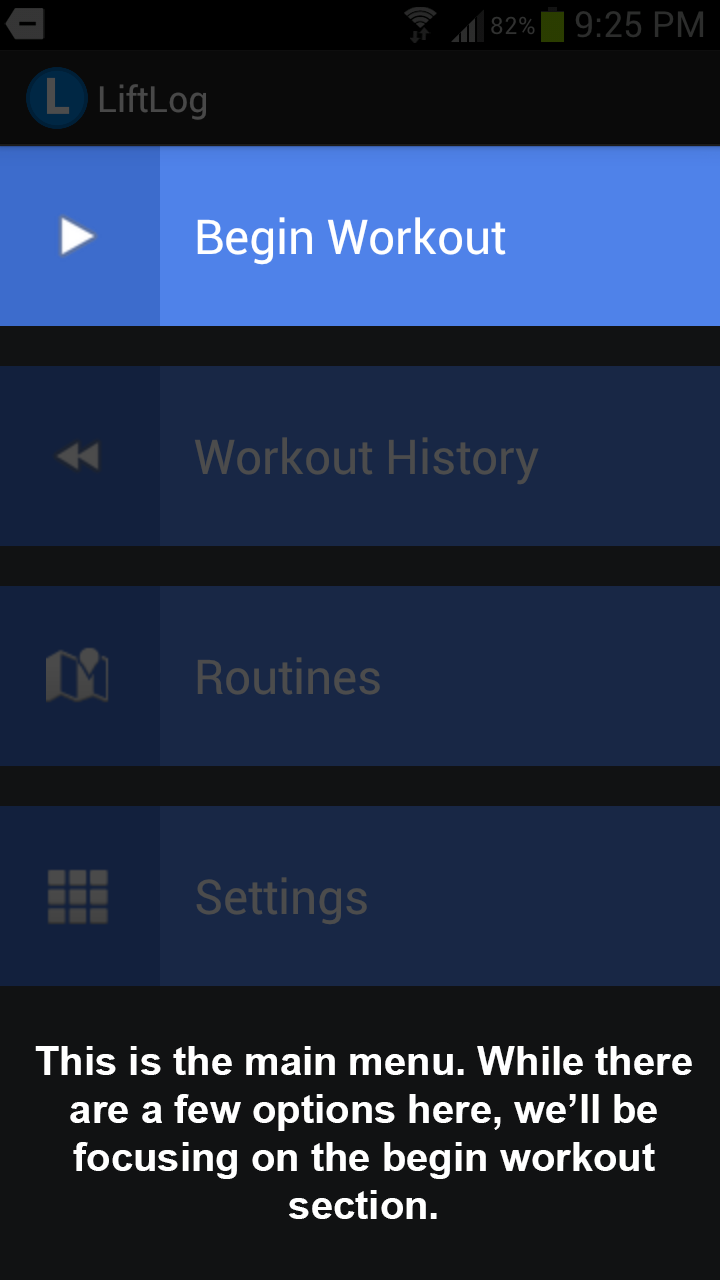 82% 9:25 PM
L LiftLog
Begin Workout
Workout History
Routines
Settings
This is the main menu. While there
are a few options here, we’ll be
focusing on the begin workout
section.